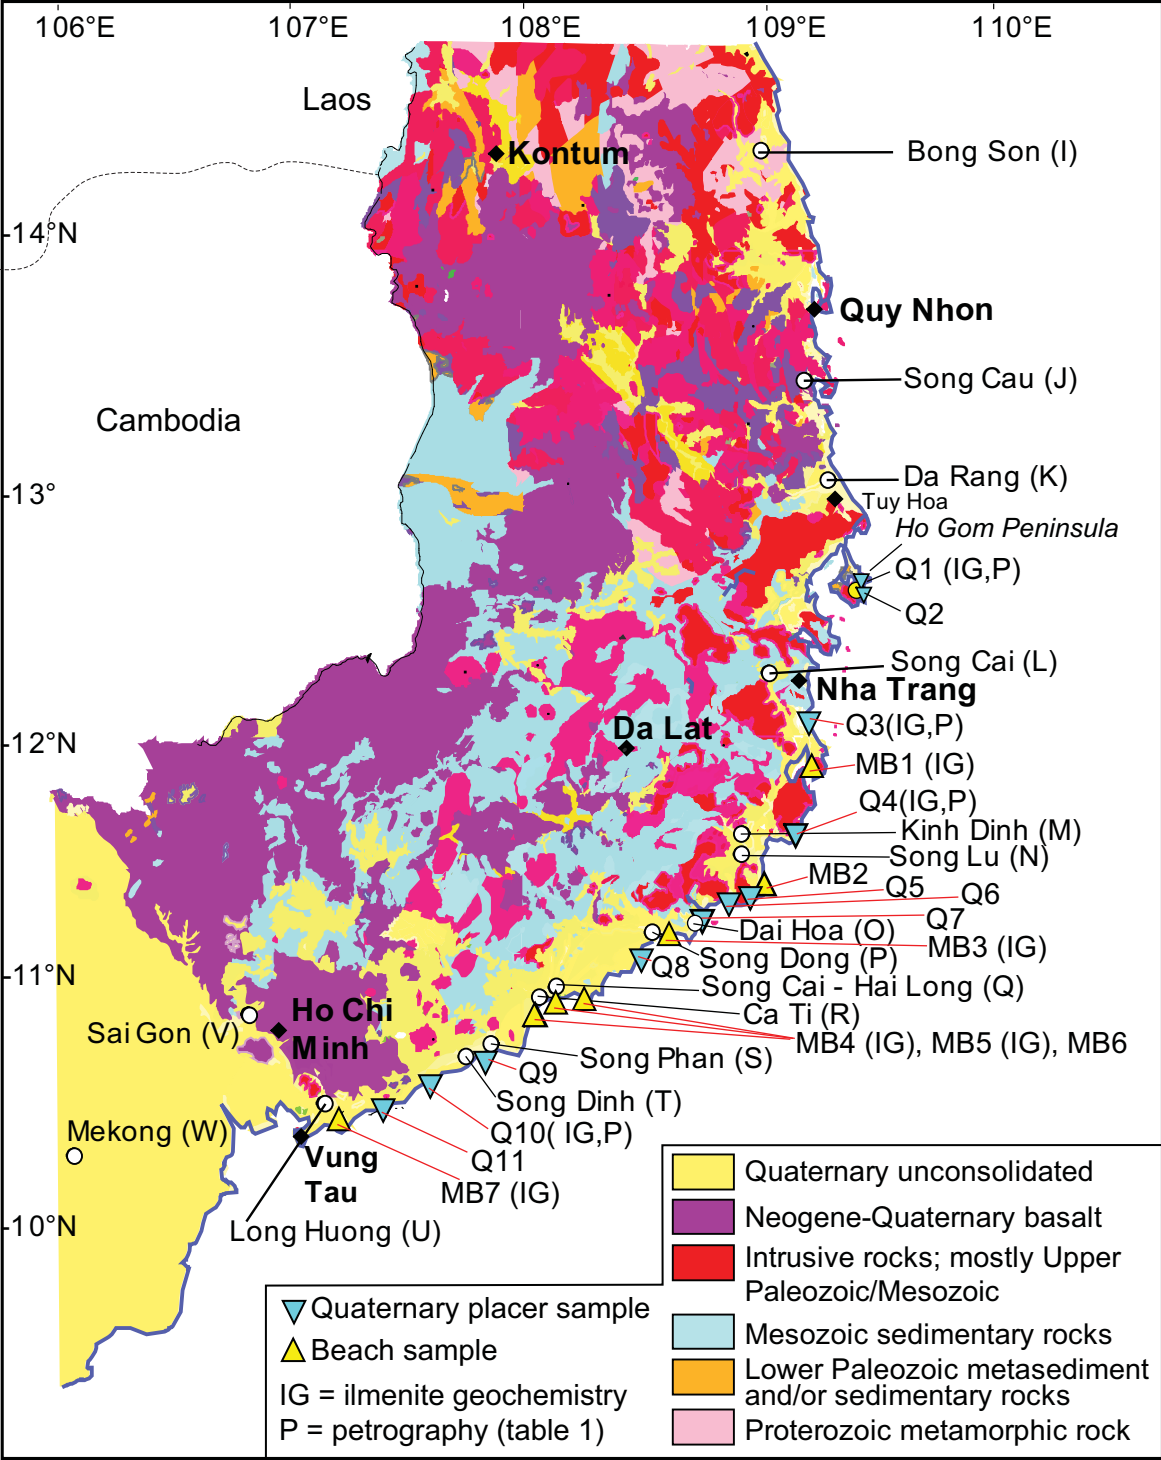 106°E 107°E 108°E 109°E 110°E
Laos
Kontum
Bong Son (I)
14°N
Quy Nhon
Song Cau (J)
Cambodia
Da Rang (K)
13°
Tuy Hoa
Ho Gom Peninsula
Q1 (IG,P)
Q2
Song Cai (L)
Nha Trang
Da Lat
Q3(IG,P)
12°N
MB1 (IG)
Q4(IG,P)
Kinh Dinh (M)
Song Lu (N)
MB2
Q5
Q6
Q7
Dai Hoa (O)
MB3 (IG)
Song Dong (P)
Q8
11°N
Song Cai - Hai Long (Q)
Ca Ti (R)
Ho Chi
Minh
Sai Gon (V)
MB4 (IG), MB5 (IG), MB6
Song Phan (S)
Q9
Song Dinh (T)
Mekong (W)
Q10( IG,P)
Vung
Tau
Q11
MB7 (IG)
10°N
Long Huong (U)
Quaternary unconsolidated
Neogene-Quaternary basalt
Intrusive rocks; mostly Upper
Paleozoic/Mesozoic
Mesozoic sedimentary rocks
Lower Paleozoic metasediment
and/or sedimentary rocks
Proterozoic metamorphic rock
Quaternary placer sample
Beach sample
IG = ilmenite geochemistry
P = petrography (table 1)